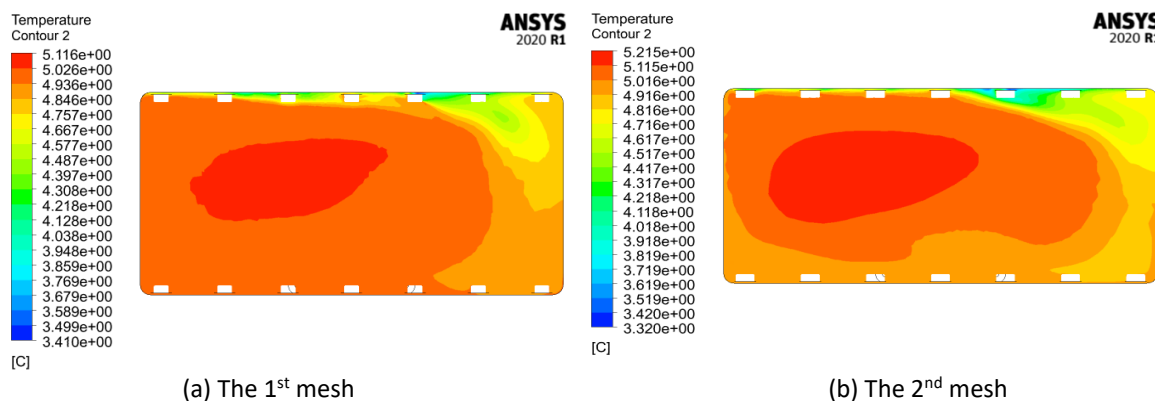 Temperature
Contour 2
5.116e+00
5.026e+00
4.936e+00
4.846e+00
4.757e+00
4.667e+00
4.577e+00
4.487e+00
4.397e+00
4.308e+00
4.218e+00
4.128e+00
4.038e+00
3.948e+00
3.859e+00
3.769e+00
3.679e+00
3.589e+00
3.499e+00
3.410e+00
[C]
ANSYS
2020 R1
(a) The 1st mesh
Temperature
Contour 2
5.215e+00
5.115e+00
5.016e+00
4.916e+00
4.816e+00
4.716e+00
4.617e+00
4.517e+00
4.417e+00
4.317e+00
4.218e+00
4.118e+00
4.018e+00
3.918e+00
3.818e+00
3.719e+00
3.619e+00
3.519e+00
3.420e+00
3.320e+00
[C]
ANSYS
2020 R1
(b) The 2nd mesh